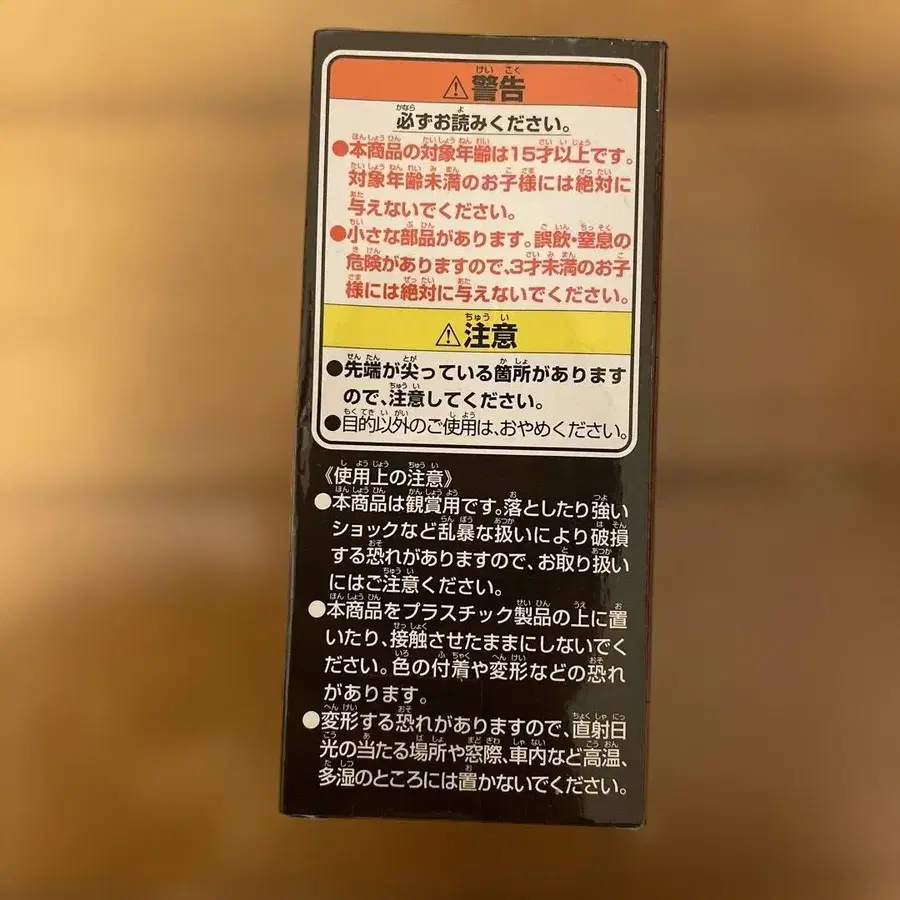 ⚠警告
必ずお読みください。
●本商品の対象年齢は15才以上です。
対象年齢未満のお子様には絶対に
与えないでください。
●小さな部品があります。誤飲・窒息の
危険がありますので、3才未満のお子
様には絶対に与えないでください。
⚠注意
●先端が尖っている箇所があります
ので、注意してください。
●目的以外のご使用は、おやめください。
《使用上の注意》
●本商品は観賞用です。落としたり強い
ショックなど乱暴な扱いにより破損
する恐れがありますので、お取り扱い
にはご注意ください。
●本商品をプラスチック製品の上に置
いたり、接触させたままにしないでく
ださい。色の付着や変形などの恐れ
があります。
●変形する恐れがありますので、直射日
光の当たる場所や窓際、車内など高温、
多湿のところには置かないでください。